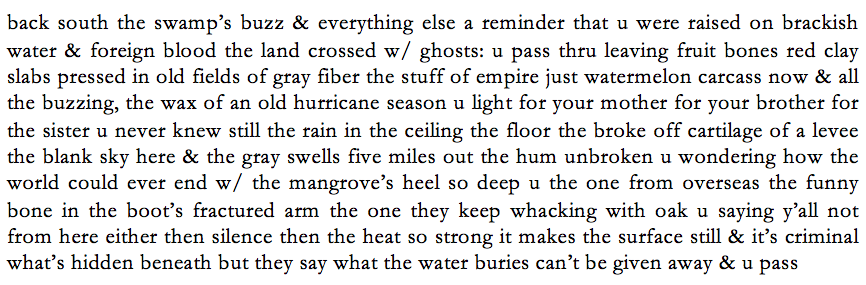 back south the swamp’s buzz & everything else a reminder that u were raised on brackish
water & foreign blood the land crossed w/ ghosts: u pass thru leaving fruit bones red clay
slabs pressed in old fields of gray fiber the stuff of empire just watermelon carcass now & all
the buzzing, the wax of an old hurricane season u light for your mother for your brother for
the sister u never knew still the rain in the ceiling the floor the broke off cartilage of a levee
the blank sky here & the gray swells five miles out the hum unbroken u wondering how the
world could ever end w/ the mangrove’s heel so deep u the one from overseas the funny
bone in the boot’s fractured arm the one they keep whacking with oak u saying y’all not
from here either then silence then the heat so strong it makes the surface still & it’s criminal
what’s hidden beneath but they say what the water buries can’t be given away & u pass